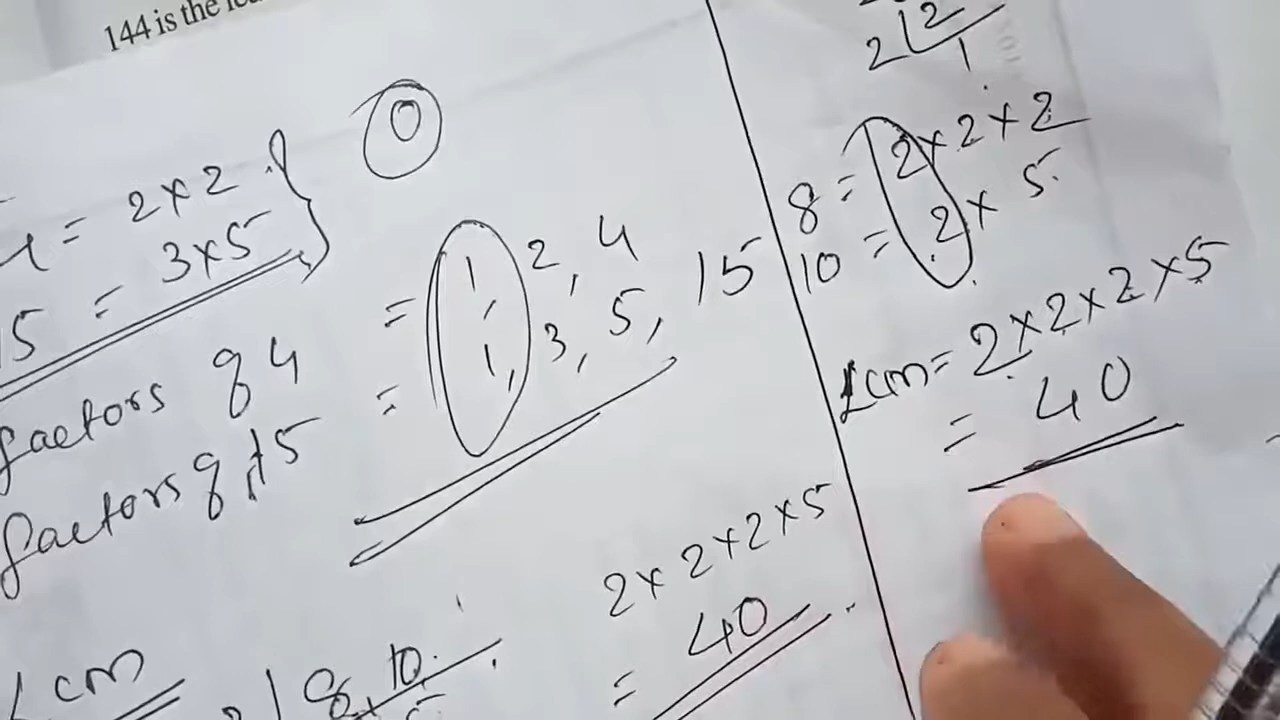 144 is the
0
4 = 2×2
15 = 3×5
factors of 4 = 1, 2, 4
factors of 15 = 1, 3, 5, 15
2×2×2×5
= 40
Lcm
8, 10
5
2 2
1
8 = 2×2×2
10 = 2×5
Lcm = 2×2×2×5
= 40